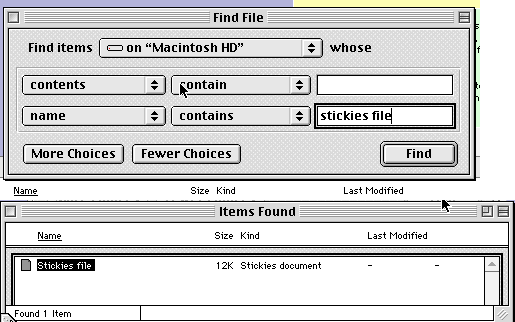 Find File
Find items on “Macintosh HD” whose
contents contain
name contains stickies file
More Choices Fewer Choices Find
Name Size Kind Last Modified
Items Found
Name Size Kind Last Modified
Stickies file 12K Stickies document - -
Found 1 Item